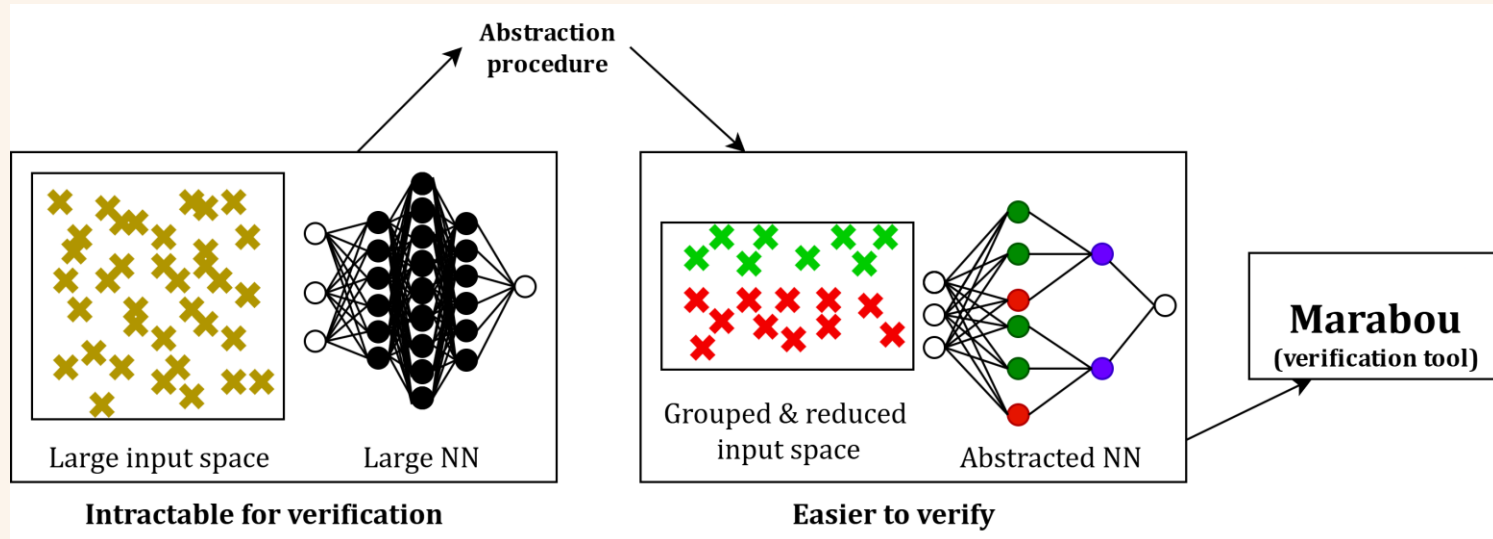 Abstraction
procedure
Large input space
Large NN
Intractable for verification
Grouped & reduced
input space
Abstracted NN
Easier to verify
Marabou
(verification tool)